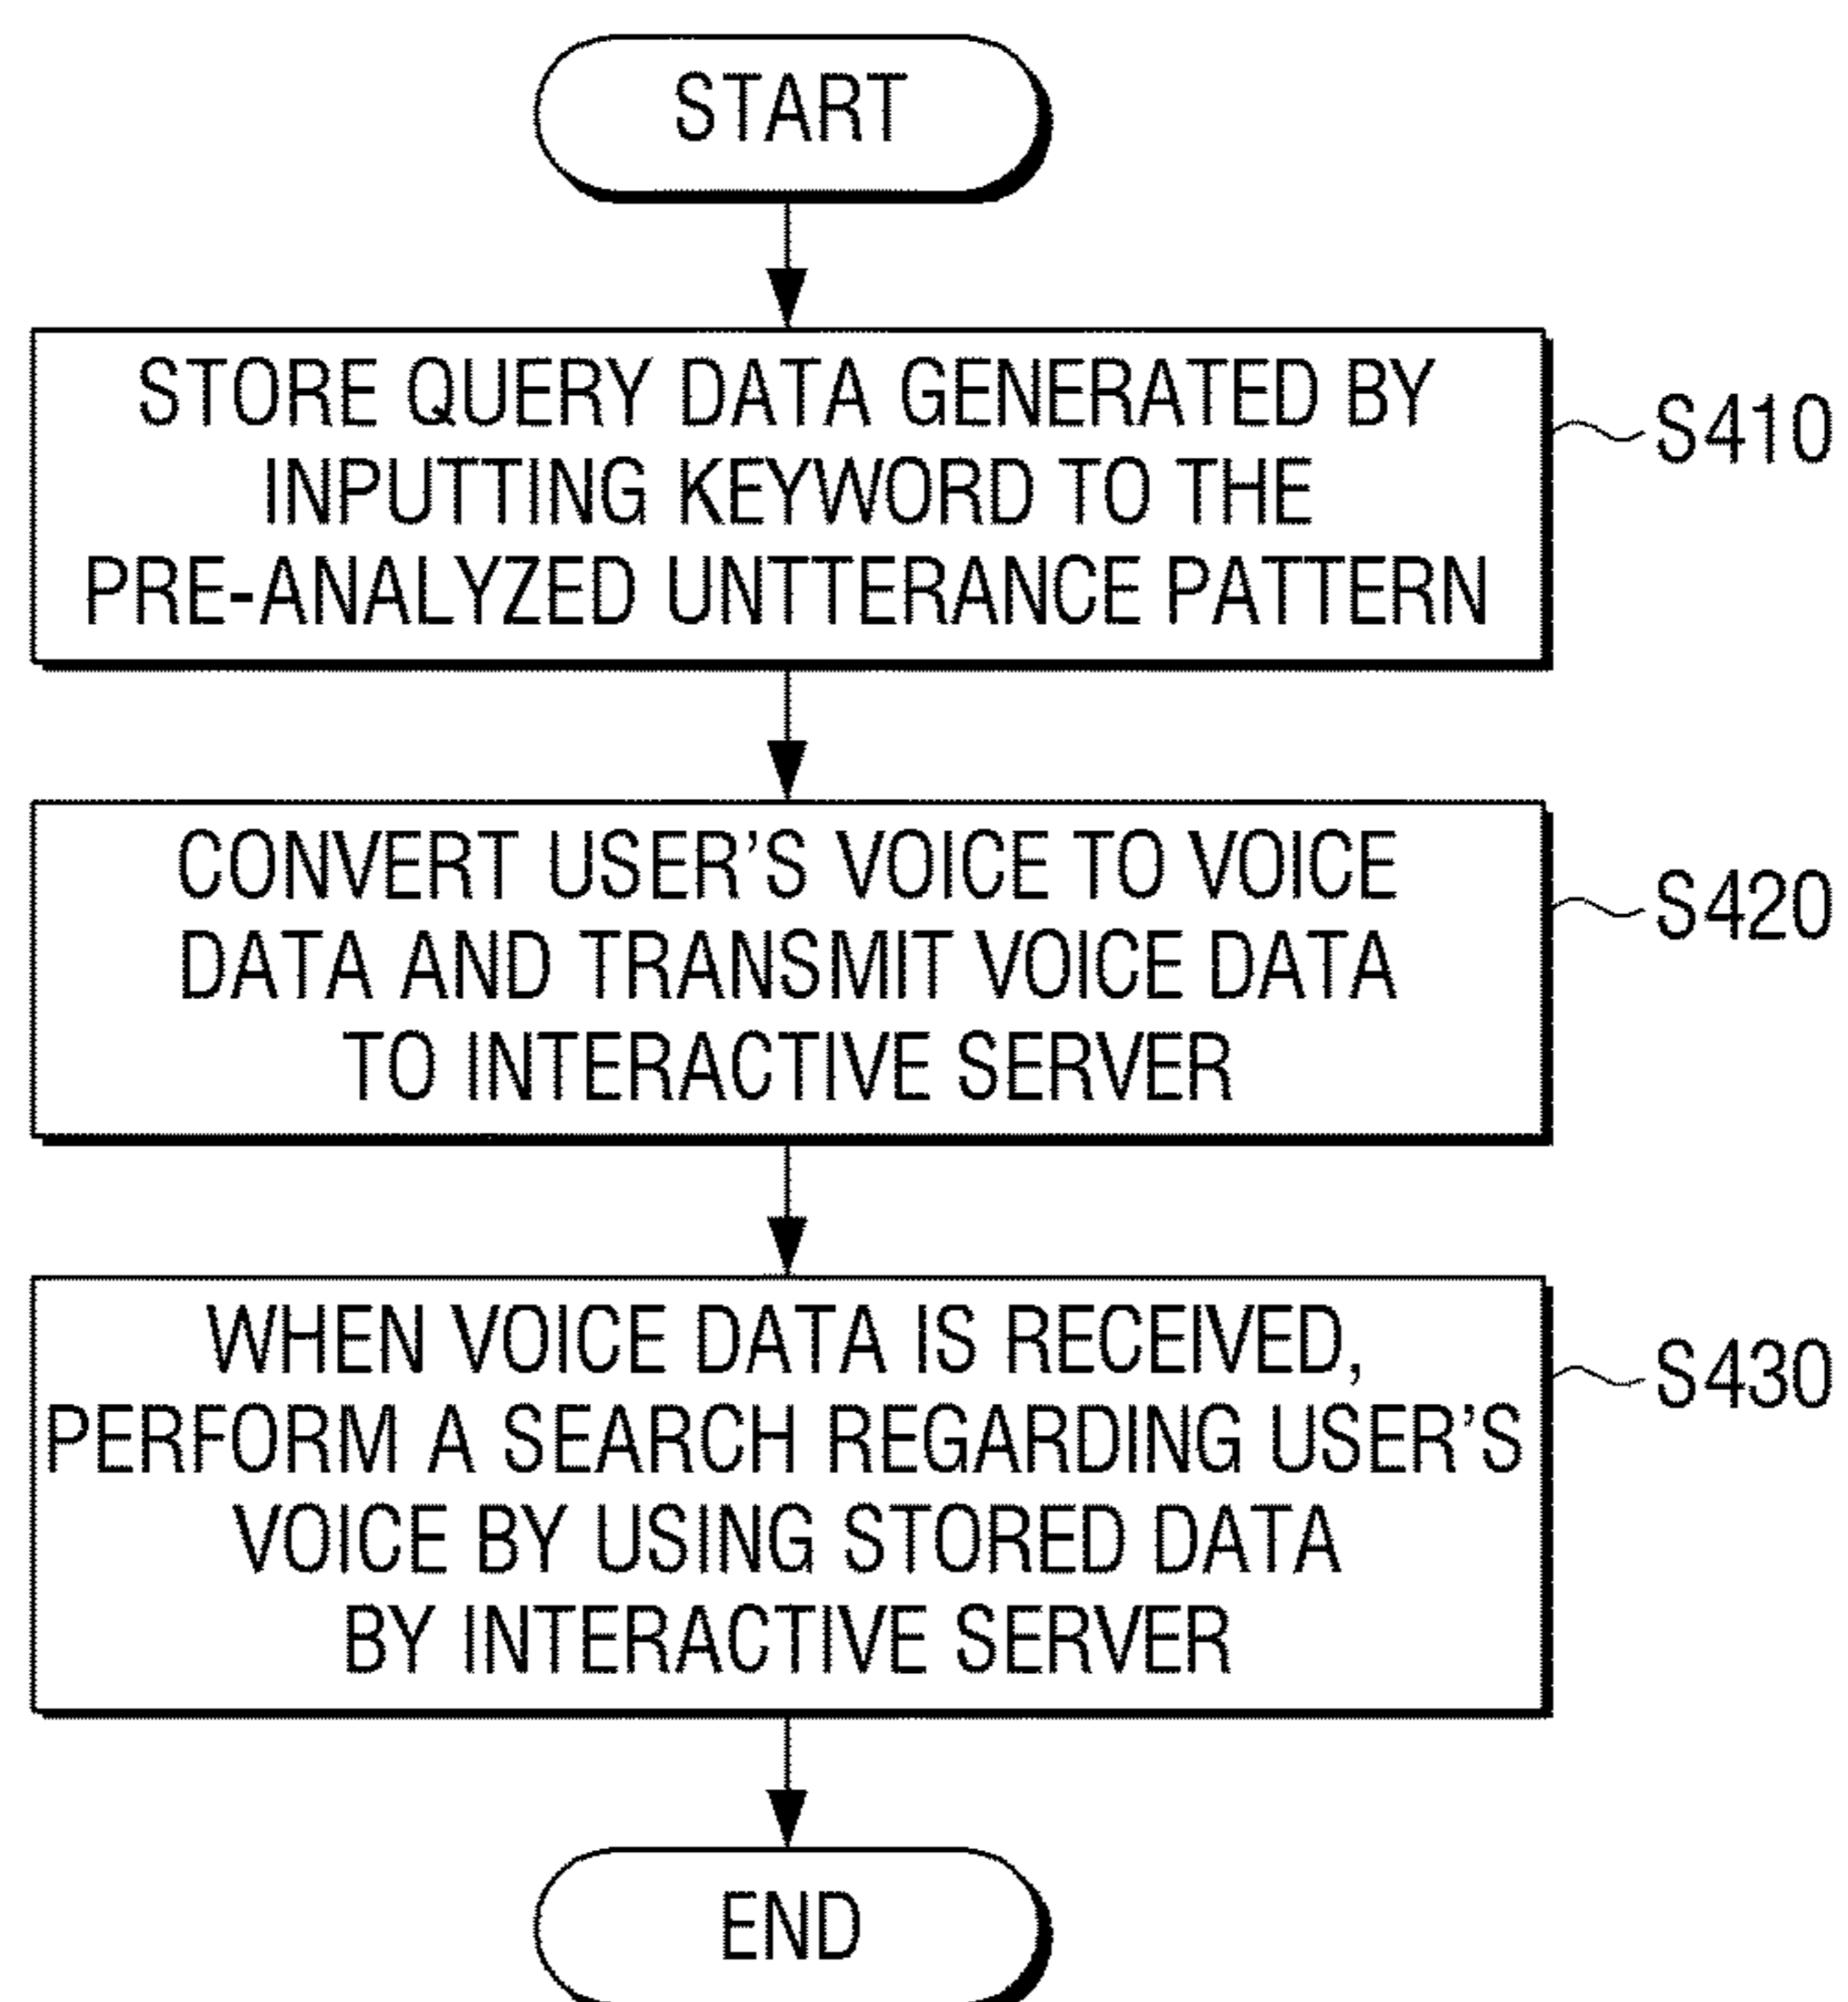 START
STORE QUERY DATA GENERATED BY
INPUTTING KEYWORD TO THE
PRE-ANALYZED UNTTERANCE PATTERN
S410
CONVERT USER'S VOICE TO VOICE
DATA AND TRANSMIT VOICE DATA
TO INTERACTIVE SERVER
S420
WHEN VOICE DATA IS RECEIVED,
PERFORM A SEARCH REGARDING USER'S
VOICE BY USING STORED DATA
BY INTERACTIVE SERVER
S430
END